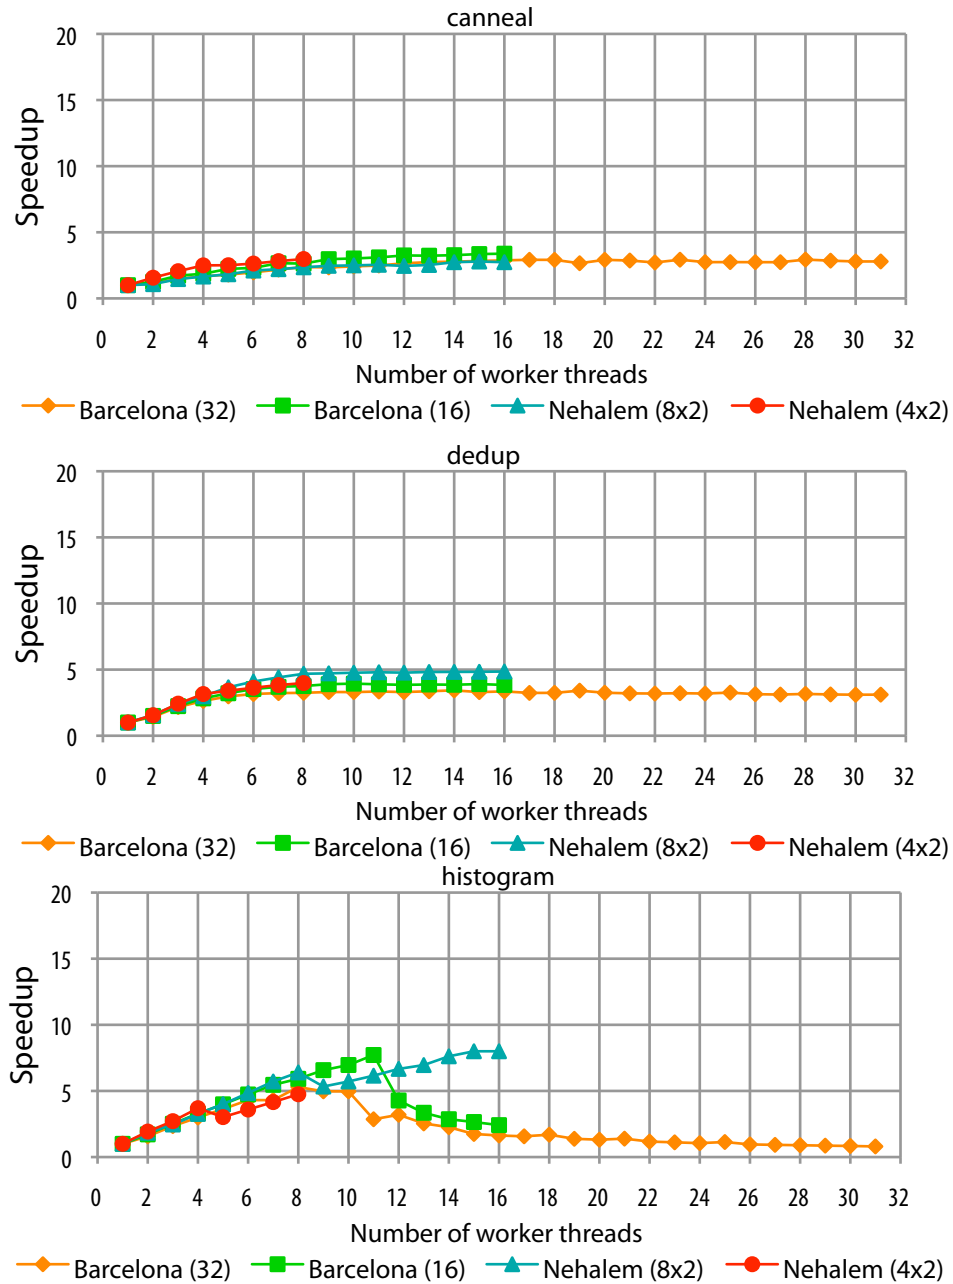 canneal
20
15
10
5
0
Speedup
0 2 4 6 8 10 12 14 16 18 20 22 24 26 28 30 32
Number of worker threads
Barcelona (32) Barcelona (16) Nehalem (8x2) Nehalem (4x2)
dedup
20
15
10
5
0
Speedup
0 2 4 6 8 10 12 14 16 18 20 22 24 26 28 30 32
Number of worker threads
Barcelona (32) Barcelona (16) Nehalem (8x2) Nehalem (4x2)
histogram
20
15
10
5
0
Speedup
0 2 4 6 8 10 12 14 16 18 20 22 24 26 28 30 32
Number of worker threads
Barcelona (32) Barcelona (16) Nehalem (8x2) Nehalem (4x2)